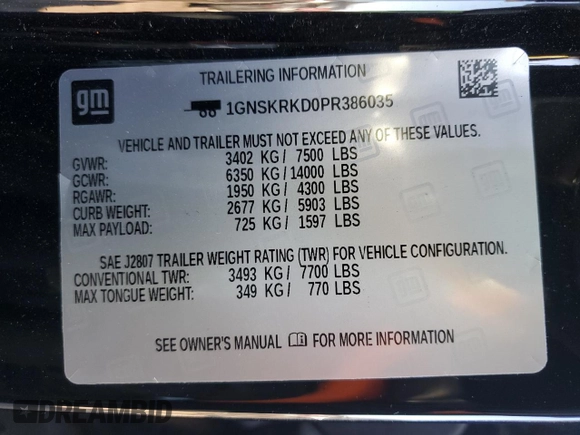 gm
TRAILERING INFORMATION
1GNSKRKD0PR386035
VEHICLE AND TRAILER MUST NOT EXCEED ANY OF THESE VALUES.
GVWR: 3402 KG / 7500 LBS
GCWR: 6350 KG / 14000 LBS
RGAWR: 1950 KG / 4300 LBS
CURB WEIGHT: 2677 KG / 5903 LBS
MAX PAYLOAD: 725 KG / 1597 LBS
SAE J2807 TRAILER WEIGHT RATING (TWR) FOR VEHICLE CONFIGURATION.
CONVENTIONAL TWR: 3493 KG / 7700 LBS
MAX TONGUE WEIGHT: 349 KG / 770 LBS
SEE OWNER'S MANUAL FOR MORE INFORMATION
DREAMBID